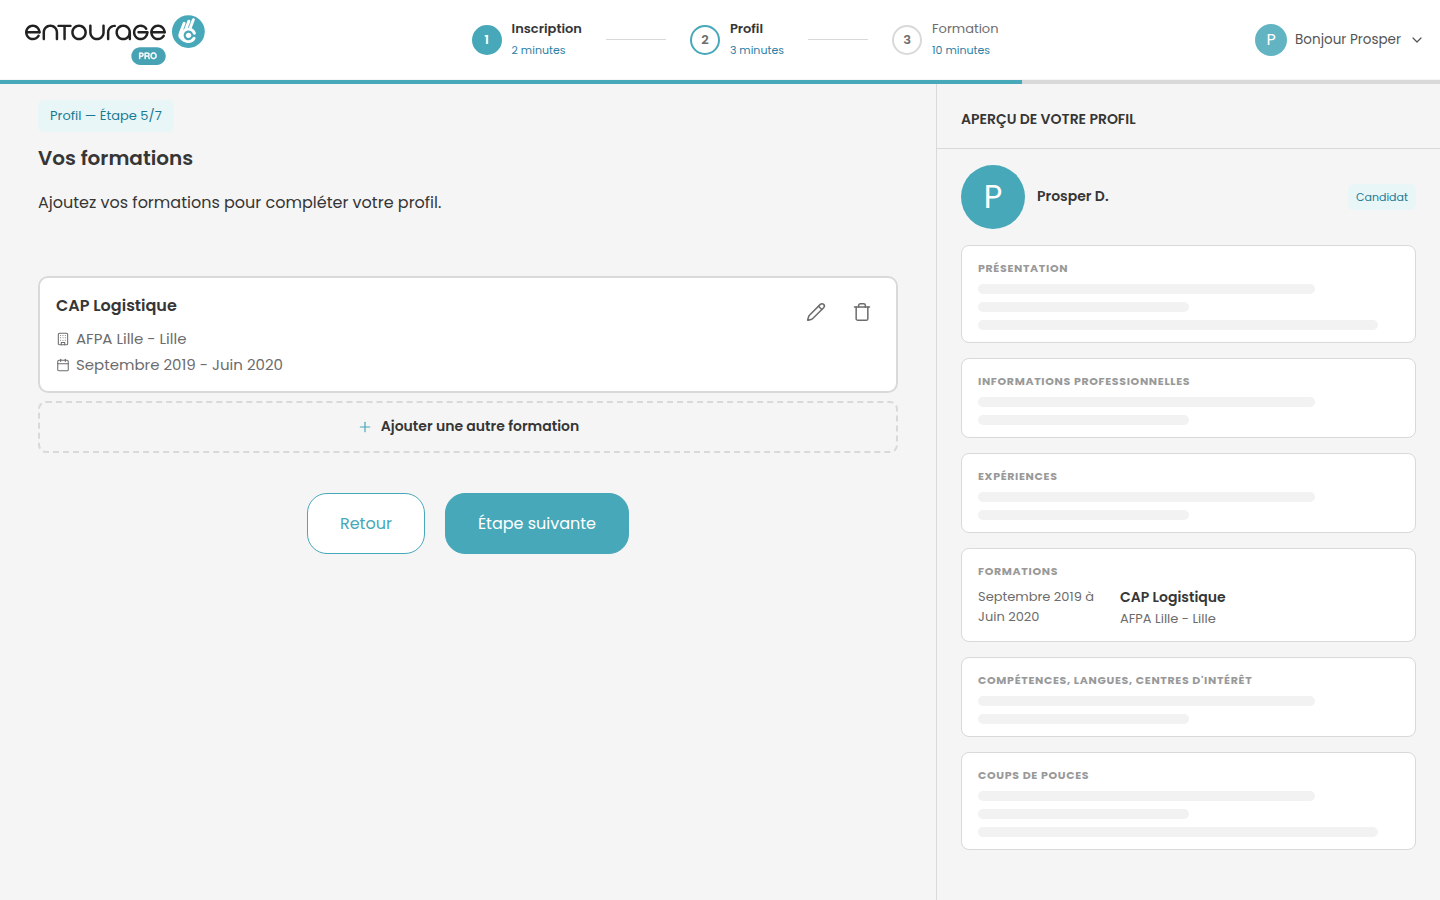 entourage
PRO
1
Inscription
2 minutes
2
Profil
3 minutes
3
Formation
10 minutes
P
Bonjour Prosper
Profil — Étape 5/7
Vos formations
Ajoutez vos formations pour compléter votre profil.
CAP Logistique
AFPA Lille - Lille
Septembre 2019 - Juin 2020
Ajouter une autre formation
Retour
Étape suivante
APERÇU DE VOTRE PROFIL
P
Prosper D.
Candidat
PRÉSENTATION
INFORMATIONS PROFESSIONNELLES
EXPÉRIENCES
FORMATIONS
Septembre 2019 à
Juin 2020
CAP Logistique
AFPA Lille - Lille
COMPÉTENCES, LANGUES, CENTRES D'INTÉRÊT
COUPS DE POUCES